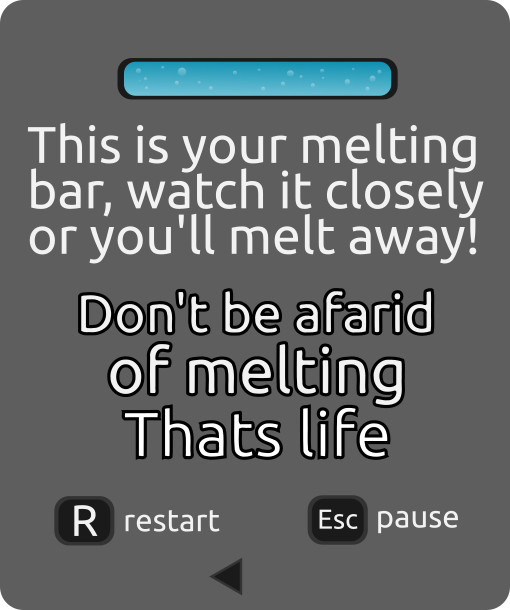 This is your melting
bar, watch it closely
or you'll melt away!
Don't be afarid
of melting
Thats life
R restart
Esc pause